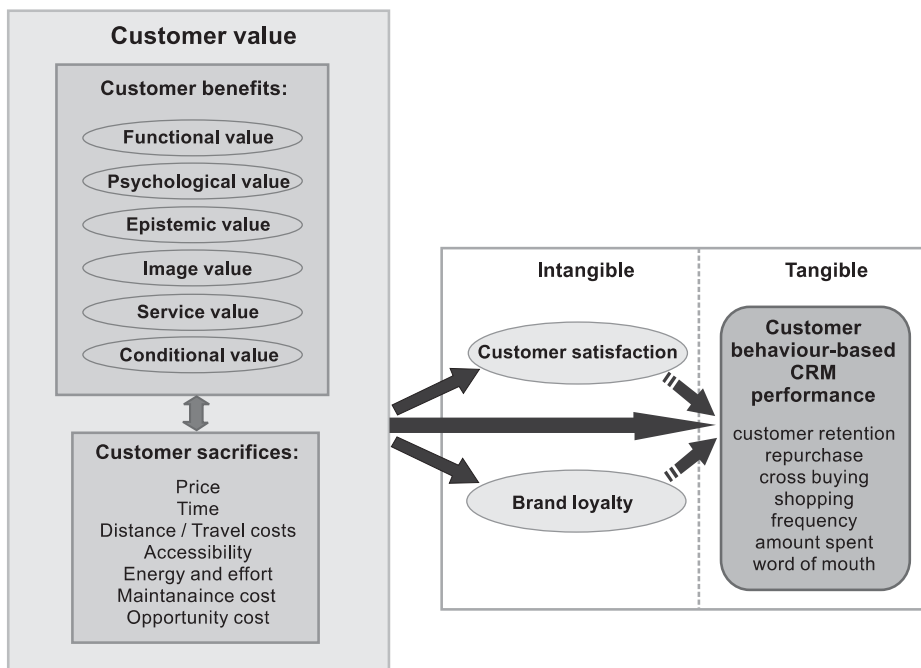 Customer value
Customer benefits:
Functional value
Psychological value
Epistemic value
Image value
Service value
Conditional value
Customer sacrifices:
Price
Time
Distance / Travel costs
Accessibility
Energy and effort
Maintanaince cost
Opportunity cost
Intangible
Customer satisfaction
Brand loyalty
Tangible
Customer
behaviour-based
CRM
performance
customer retention
repurchase
cross buying
shopping
frequency
amount spent
word of mouth